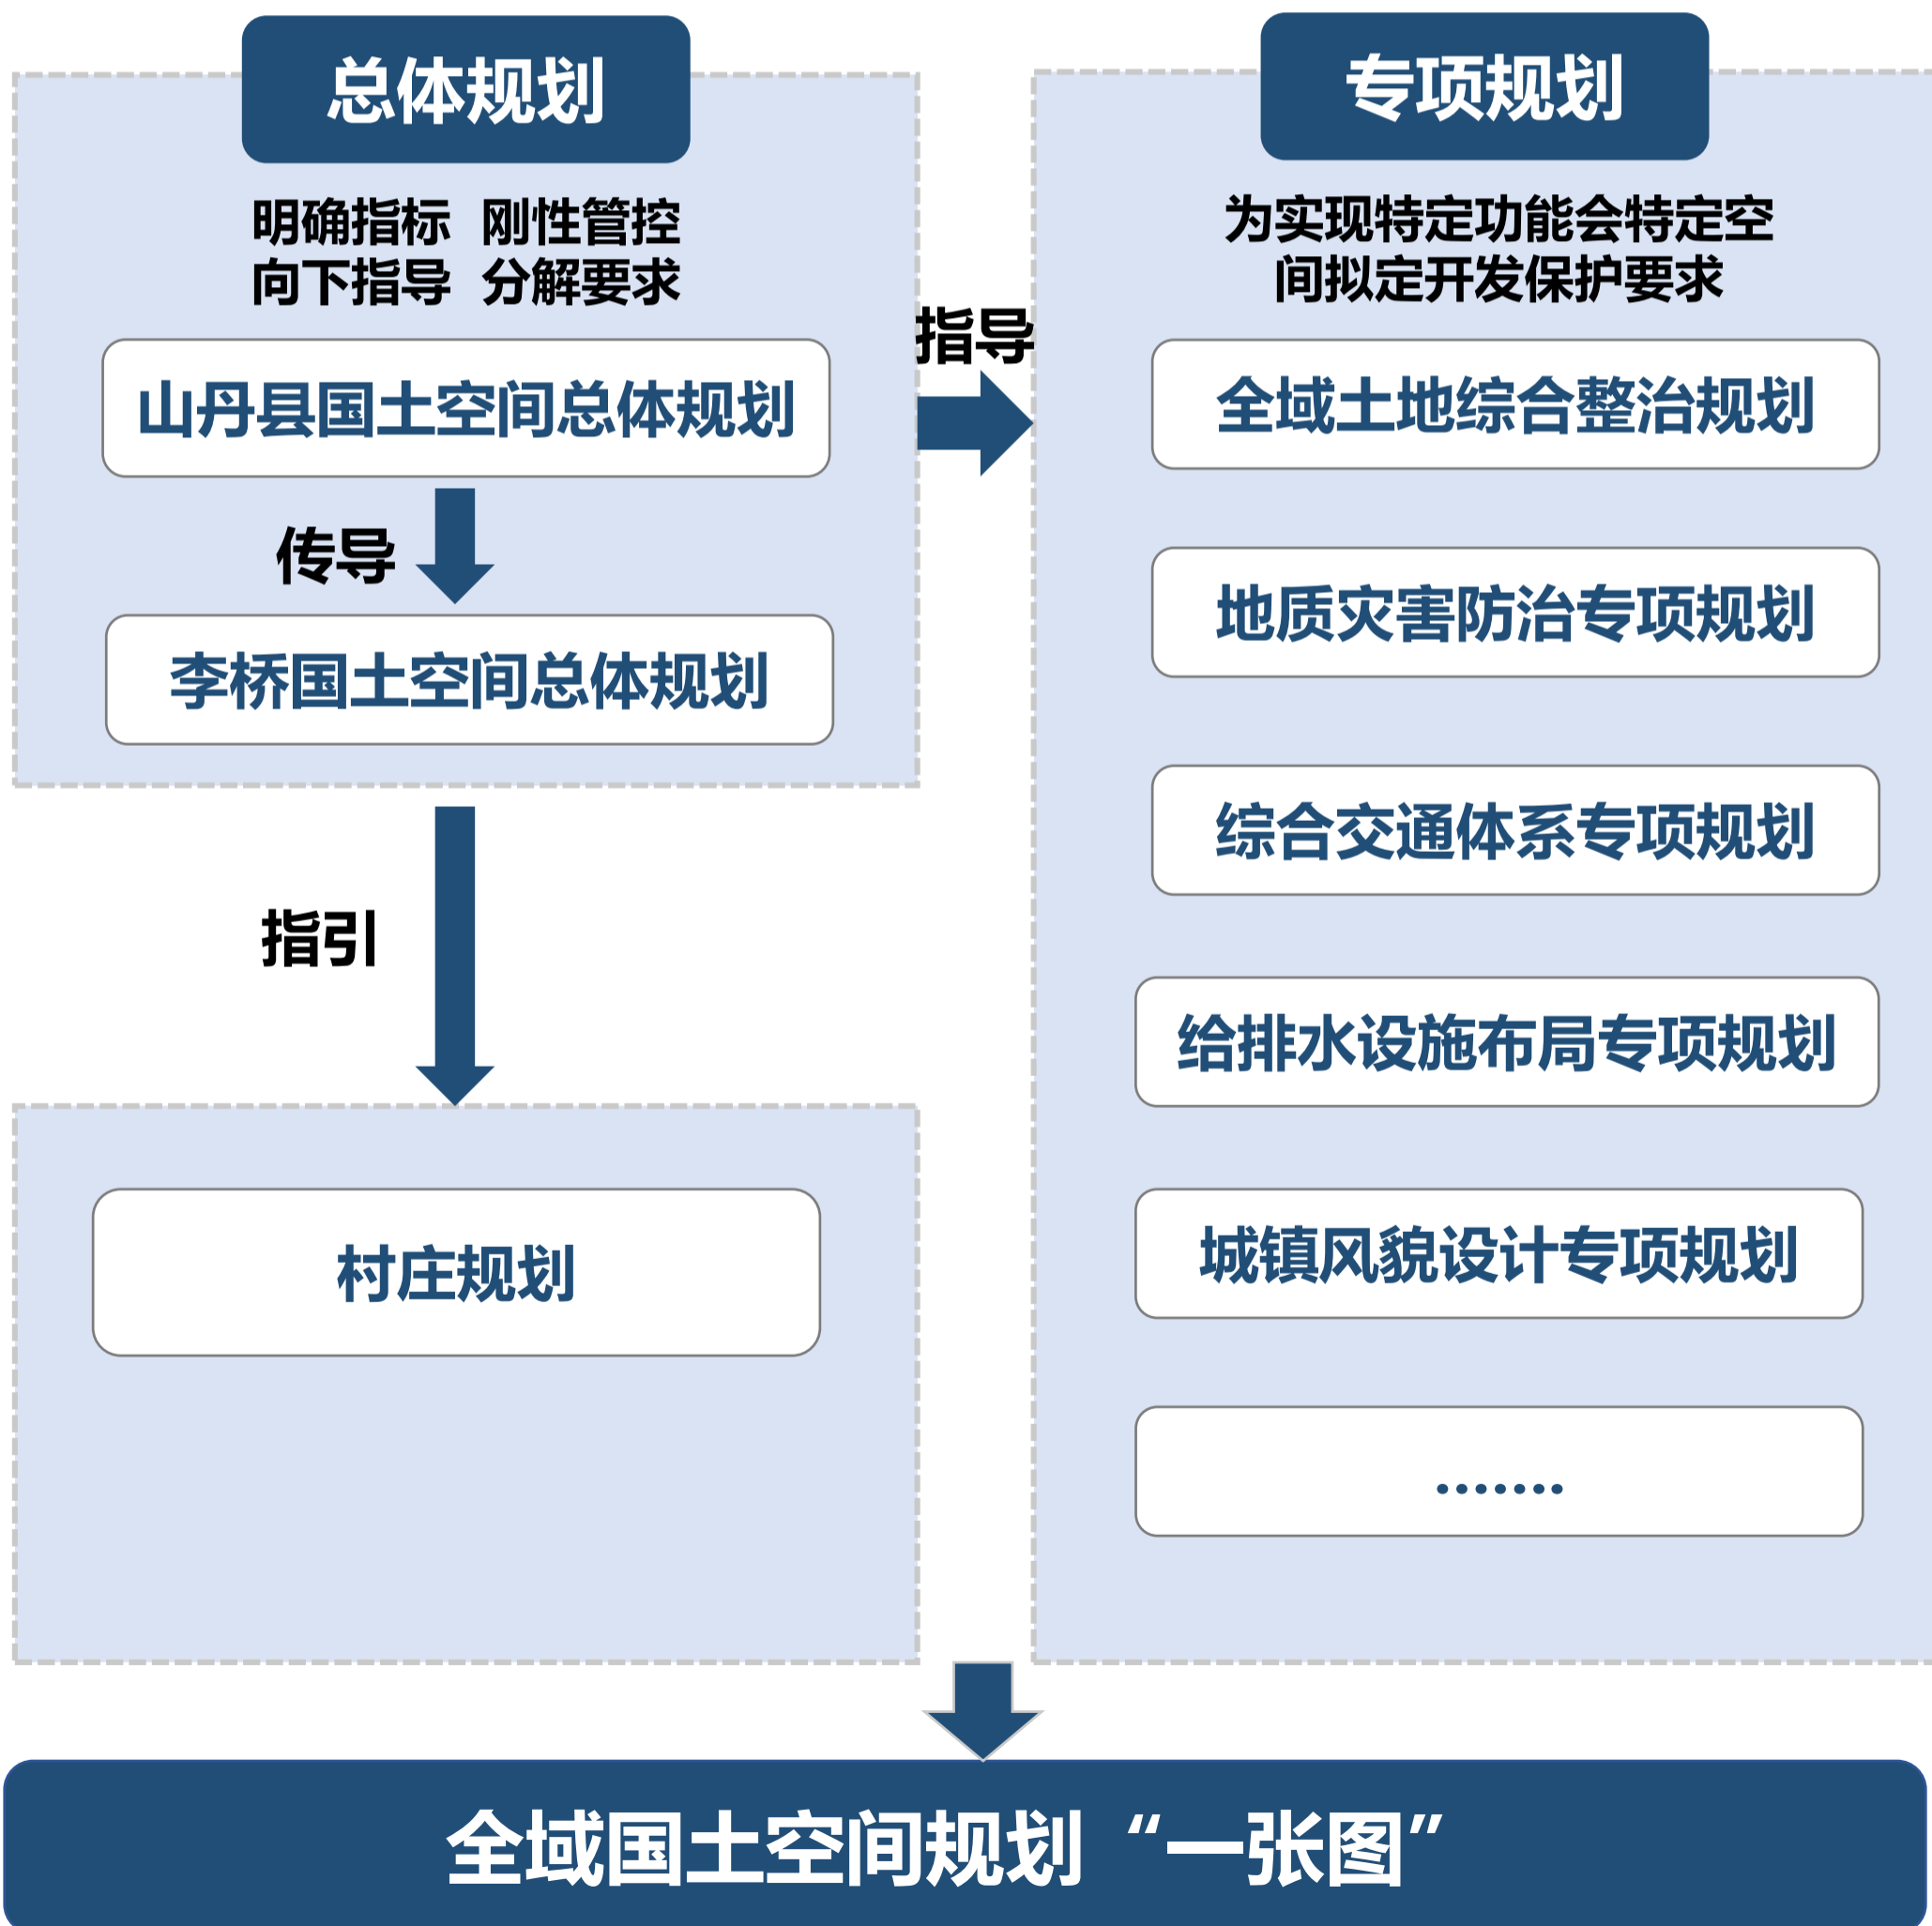 总体规划
明确指标 刚性管控
向下指导 分解要求
山丹县国土空间总体规划
传导
李桥国土空间总体规划
指引
村庄规划
指导
专项规划
为实现特定功能会特定空
间拟定开发保护要求
全域土地综合整治规划
地质灾害防治专项规划
综合交通体系专项规划
给排水设施布局专项规划
城镇风貌设计专项规划
.......
全域国土空间规划“一张图”